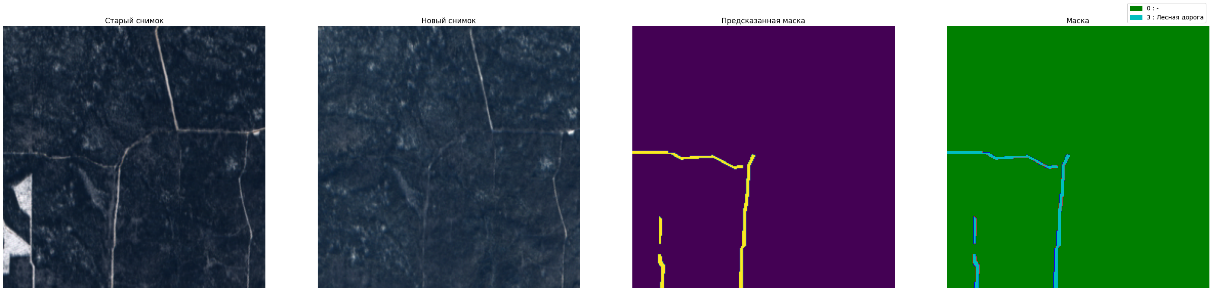 0 : -
3 : Лесная дорога
Старый снимок
Новый снимок
Предсказанная маска
Маска